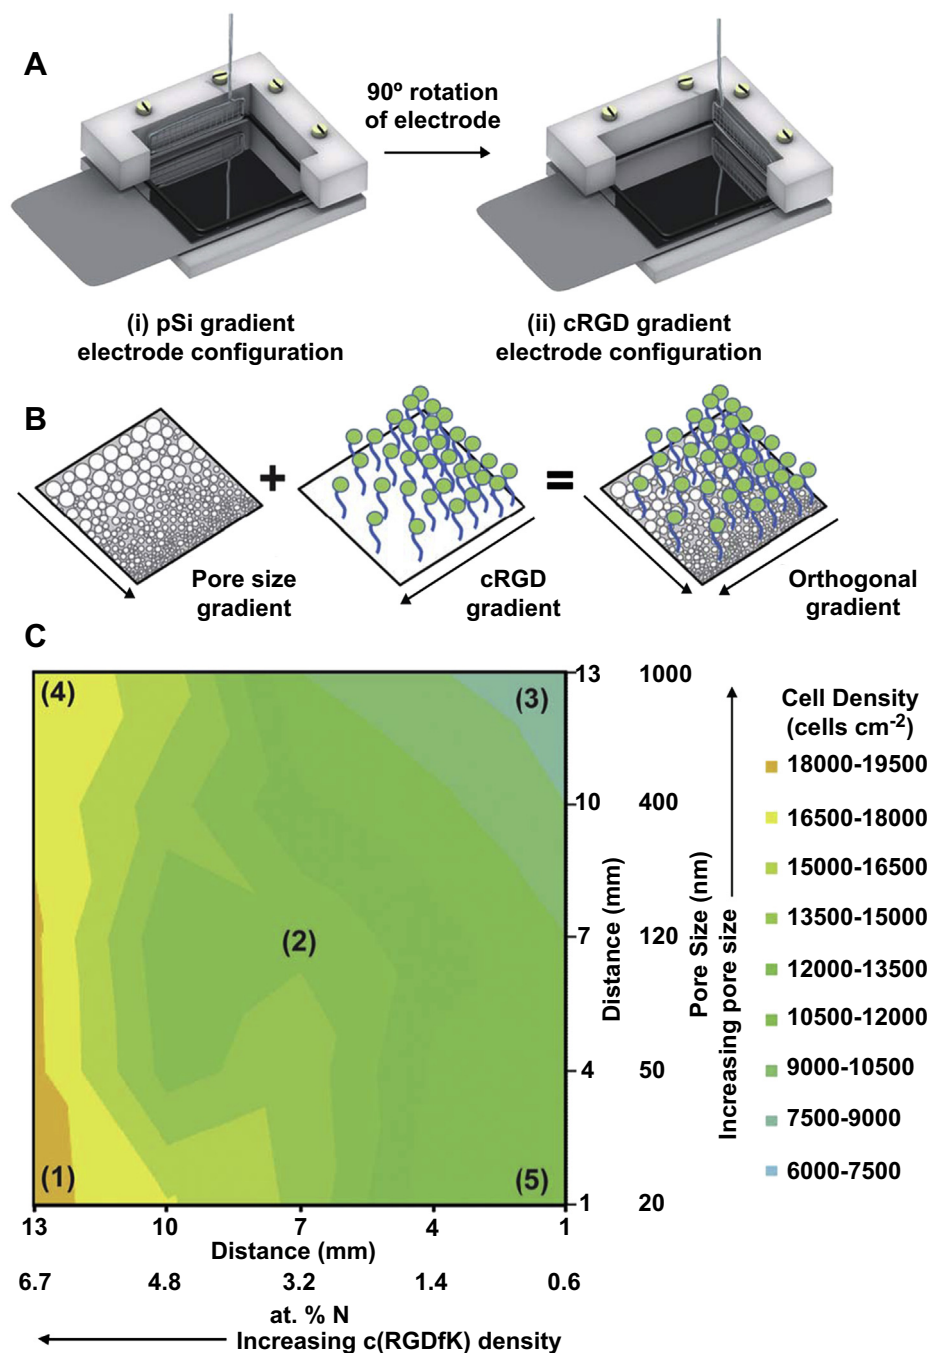 A
90º rotation
of electrode
(i) pSi gradient
electrode configuration
(ii) cRGD gradient
electrode configuration
B
+
=
Pore size
gradient
cRGD
gradient
Orthogonal
gradient
C
(4)
(3)
(2)
(1)
(5)
13
10
7
4
1
Distance (mm)
1000
400
120
50
20
Pore Size (nm)
Increasing pore size
Cell Density
(cells cm-2)
18000-19500
16500-18000
15000-16500
13500-15000
12000-13500
10500-12000
9000-10500
7500-9000
6000-7500
13 10 7 4 1
Distance (mm)
6.7 4.8 3.2 1.4 0.6
at. % N
Increasing c(RGDfK) density